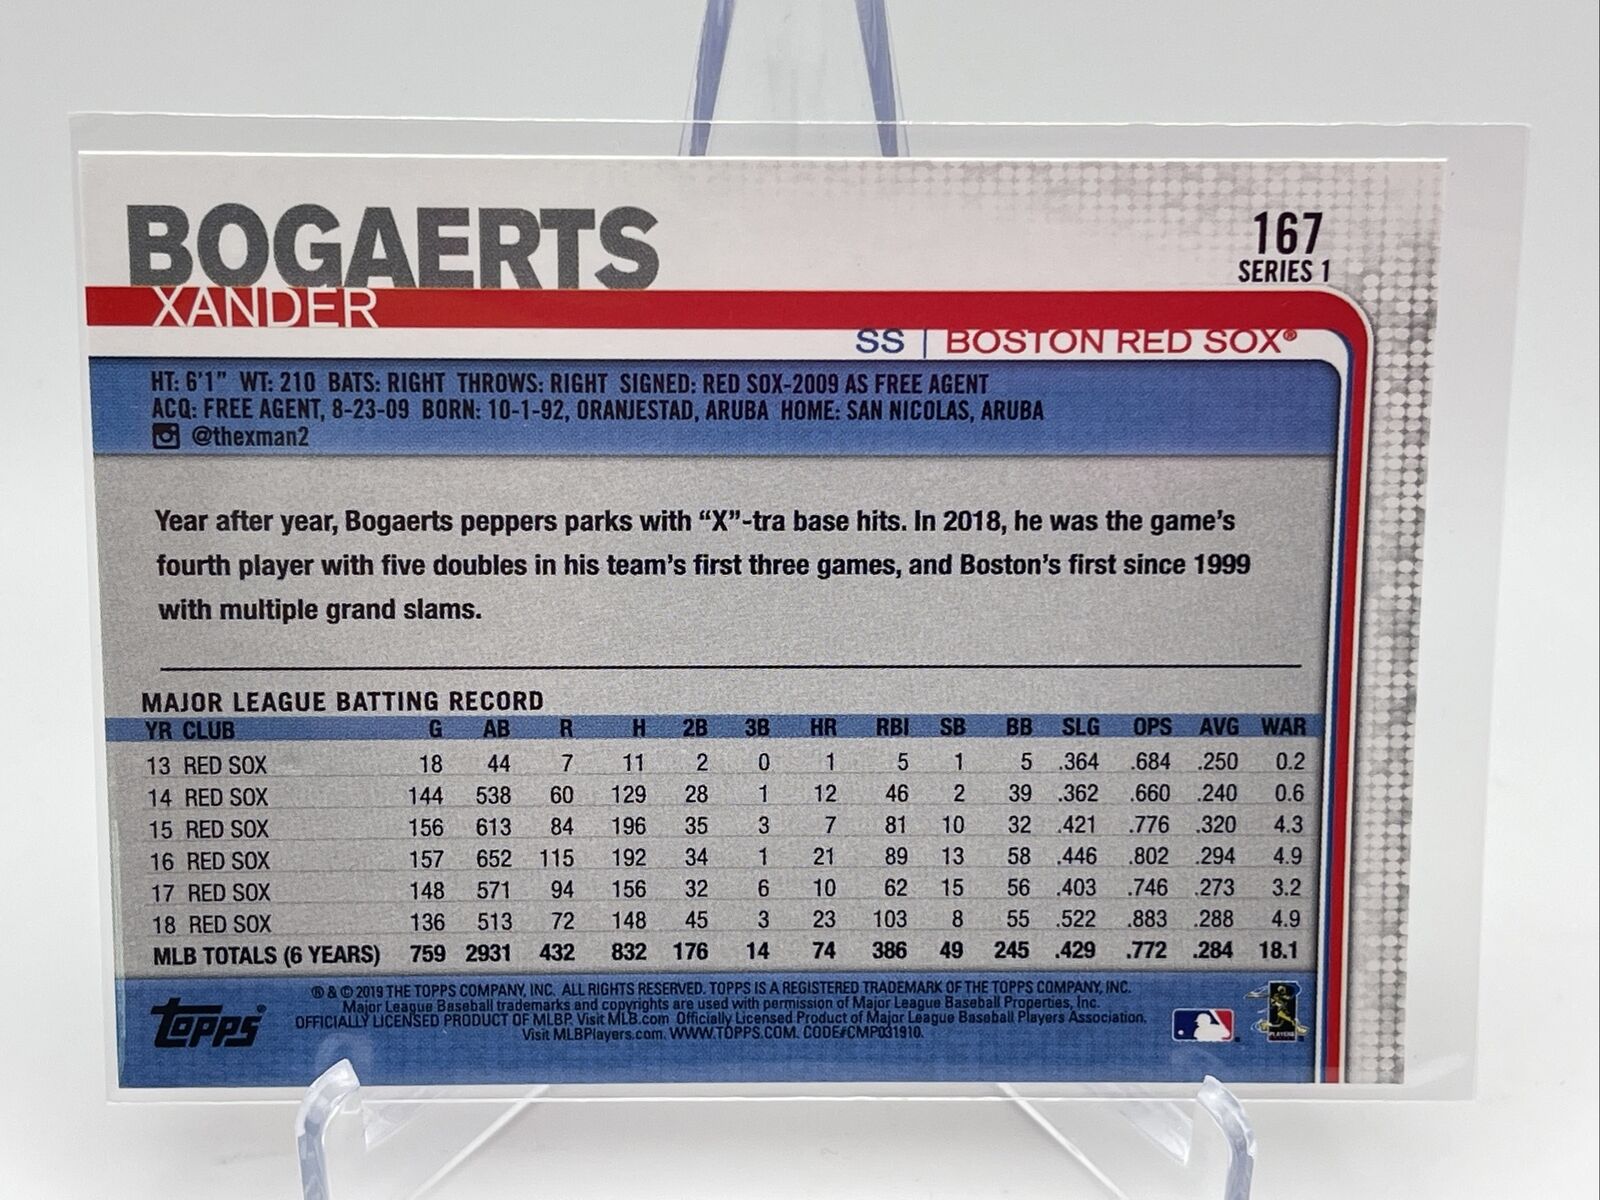 BOGAERTS
XANDER
167
SERIES 1
SS | BOSTON RED SOX®
HT: 6'1" WT: 210 BATS: RIGHT THROWS: RIGHT SIGNED: RED SOX-2009 AS FREE AGENT
ACQ: FREE AGENT, 8-23-09 BORN: 10-1-92, ORANJESTAD, ARUBA HOME: SAN NICOLAS, ARUBA
@thexman2
Year after year, Bogaerts peppers parks with “X”-tra base hits. In 2018, he was the game’s
fourth player with five doubles in his team’s first three games, and Boston’s first since 1999
with multiple grand slams.
MAJOR LEAGUE BATTING RECORD
YR CLUB G AB R H 2B 3B HR RBI SB BB SLG OPS AVG WAR
13 RED SOX 18 44 7 11 2 0 1 5 1 5 .364 .684 .250 0.2
14 RED SOX 144 538 60 129 28 1 12 46 2 39 .362 .660 .240 0.6
15 RED SOX 156 613 84 196 35 3 7 81 10 32 .421 .776 .320 4.3
16 RED SOX 157 652 115 192 34 1 21 89 13 58 .446 .802 .294 4.9
17 RED SOX 148 571 94 156 32 6 10 62 15 56 .403 .746 .273 3.2
18 RED SOX 136 513 72 148 45 3 23 103 8 55 .522 .883 .288 4.9
MLB TOTALS (6 YEARS) 759 2931 432 832 176 14 74 386 49 245 .429 .772 .284 18.1
topps®
® & © 2019 THE TOPPS COMPANY, INC. ALL RIGHTS RESERVED. TOPPS IS A REGISTERED TRADEMARK OF THE TOPPS COMPANY, INC.
Major League Baseball trademarks and copyrights are used with permission of Major League Baseball Properties, Inc.
OFFICIALLY LICENSED PRODUCT OF MLBP. Visit MLB.com Officially Licensed Product of Major League Baseball Players Association.
Visit MLBPlayers.com. WWW.TOPPS.COM. CODE#CMP031910.
PLAYERS